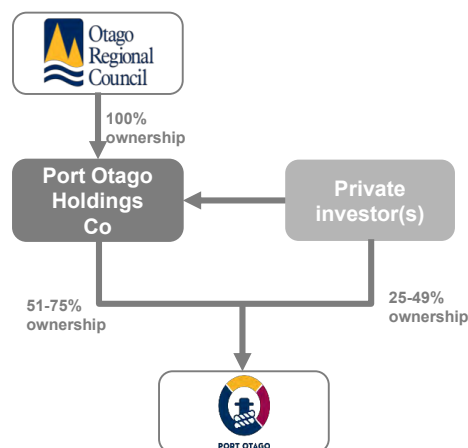 Otago
Regional
Council
100%
ownership
Port Otago
Holdings
Co
Private
investor(s)
51-75%
ownership
25-49%
ownership
PORT OTAGO